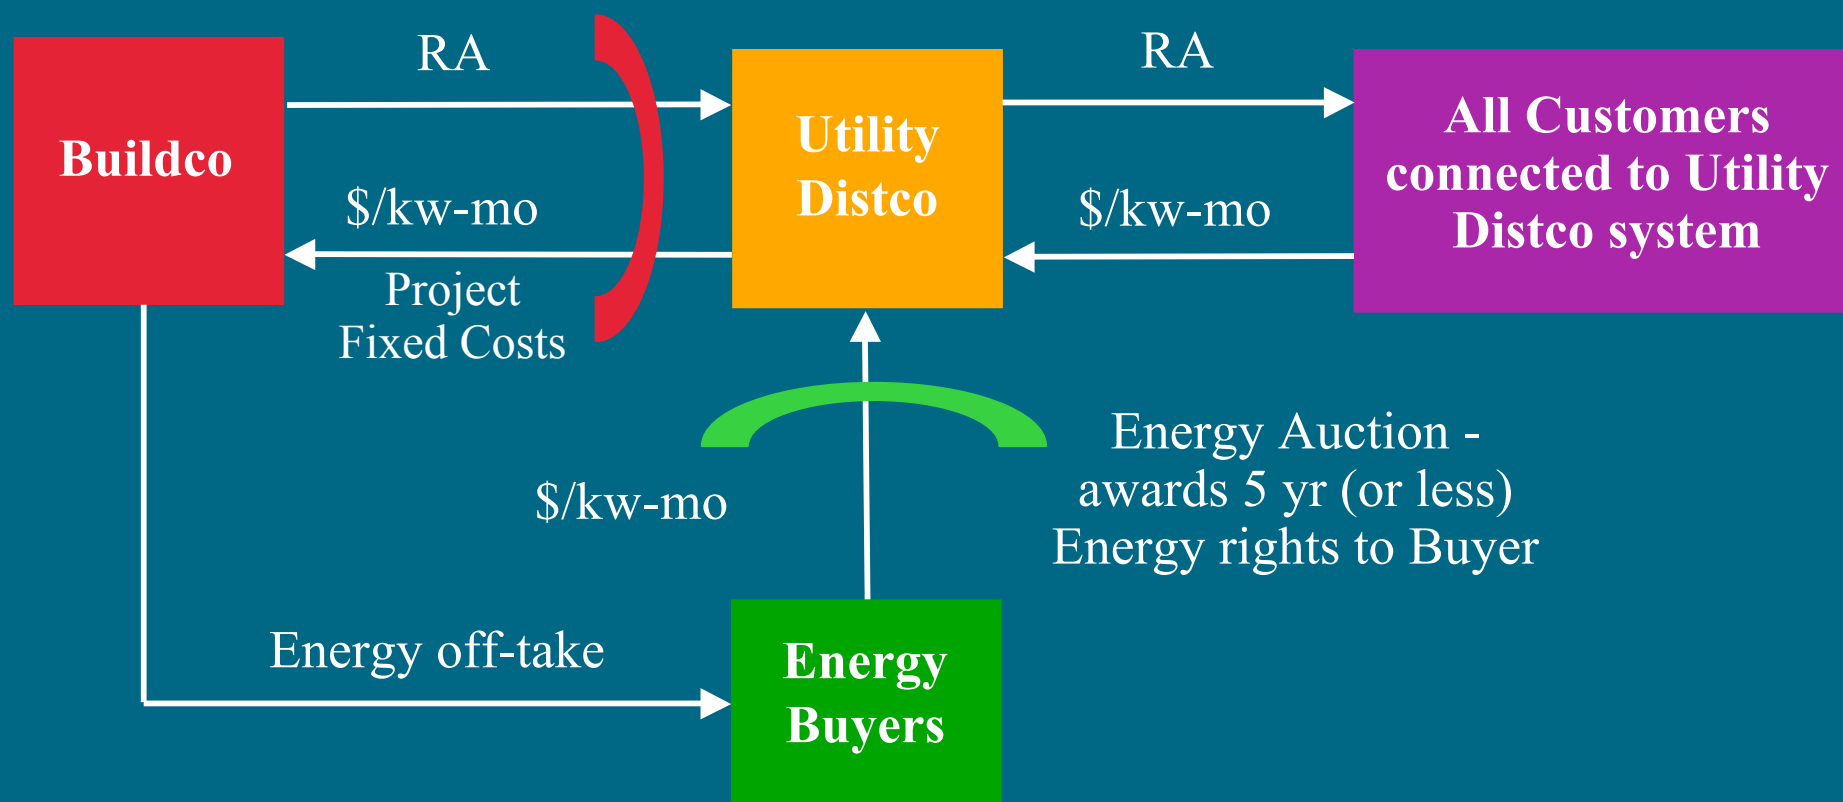 RA
RA
Buildco
Utility
Distco
All Customers
connected to Utility
Distco system
$/kw-mo
$/kw-mo
Project
Fixed Costs
Energy Auction -
awards 5 yr (or less)
Energy rights to Buyer
$/kw-mo
Energy off-take
Energy
Buyers